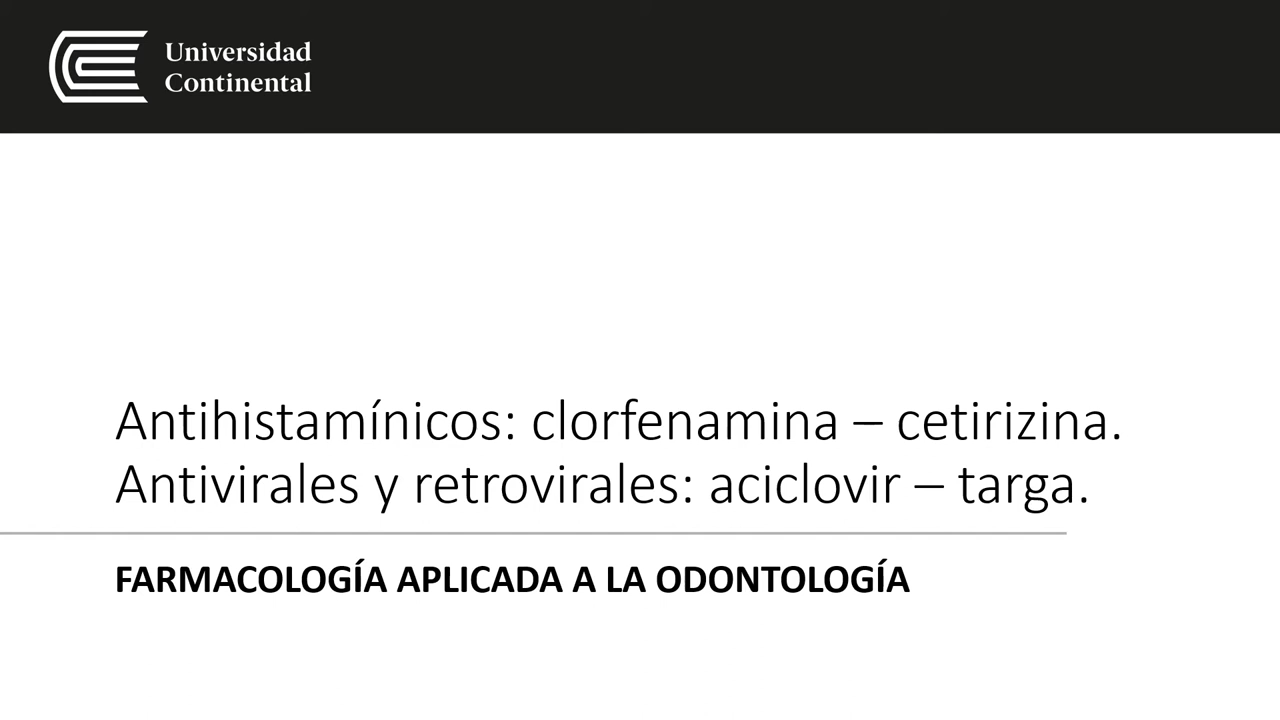 Universidad
Continental
Antihistamínicos: clorfenamina – cetirizina.
Antivirales y retrovirales: aciclovir – targa.
FARMACOLOGÍA APLICADA A LA ODONTOLOGÍA